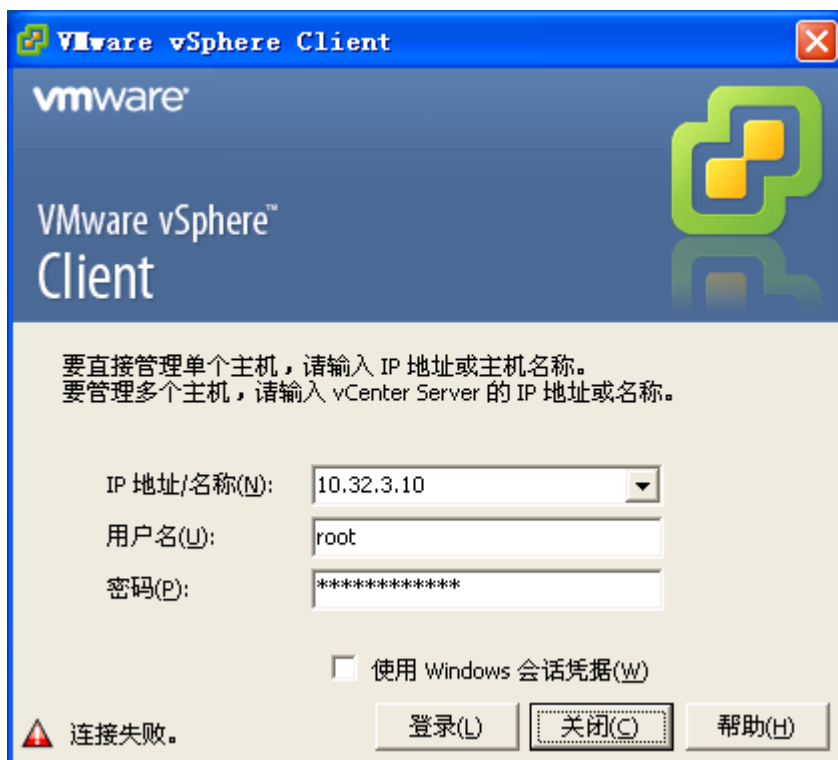 VMware vSphere Client
vmware
VMware vSphere™
Client
要直接管理单个主机，请输入 IP 地址或主机名称。
要管理多个主机，请输入 vCenter Server 的 IP 地址或名称。
IP 地址/名称(N):
10.32.3.10
用户名(U):
root
密码(P):
************
使用 Windows 会话凭据(W)
连接失败。
登录(L)
关闭(C)
帮助(H)